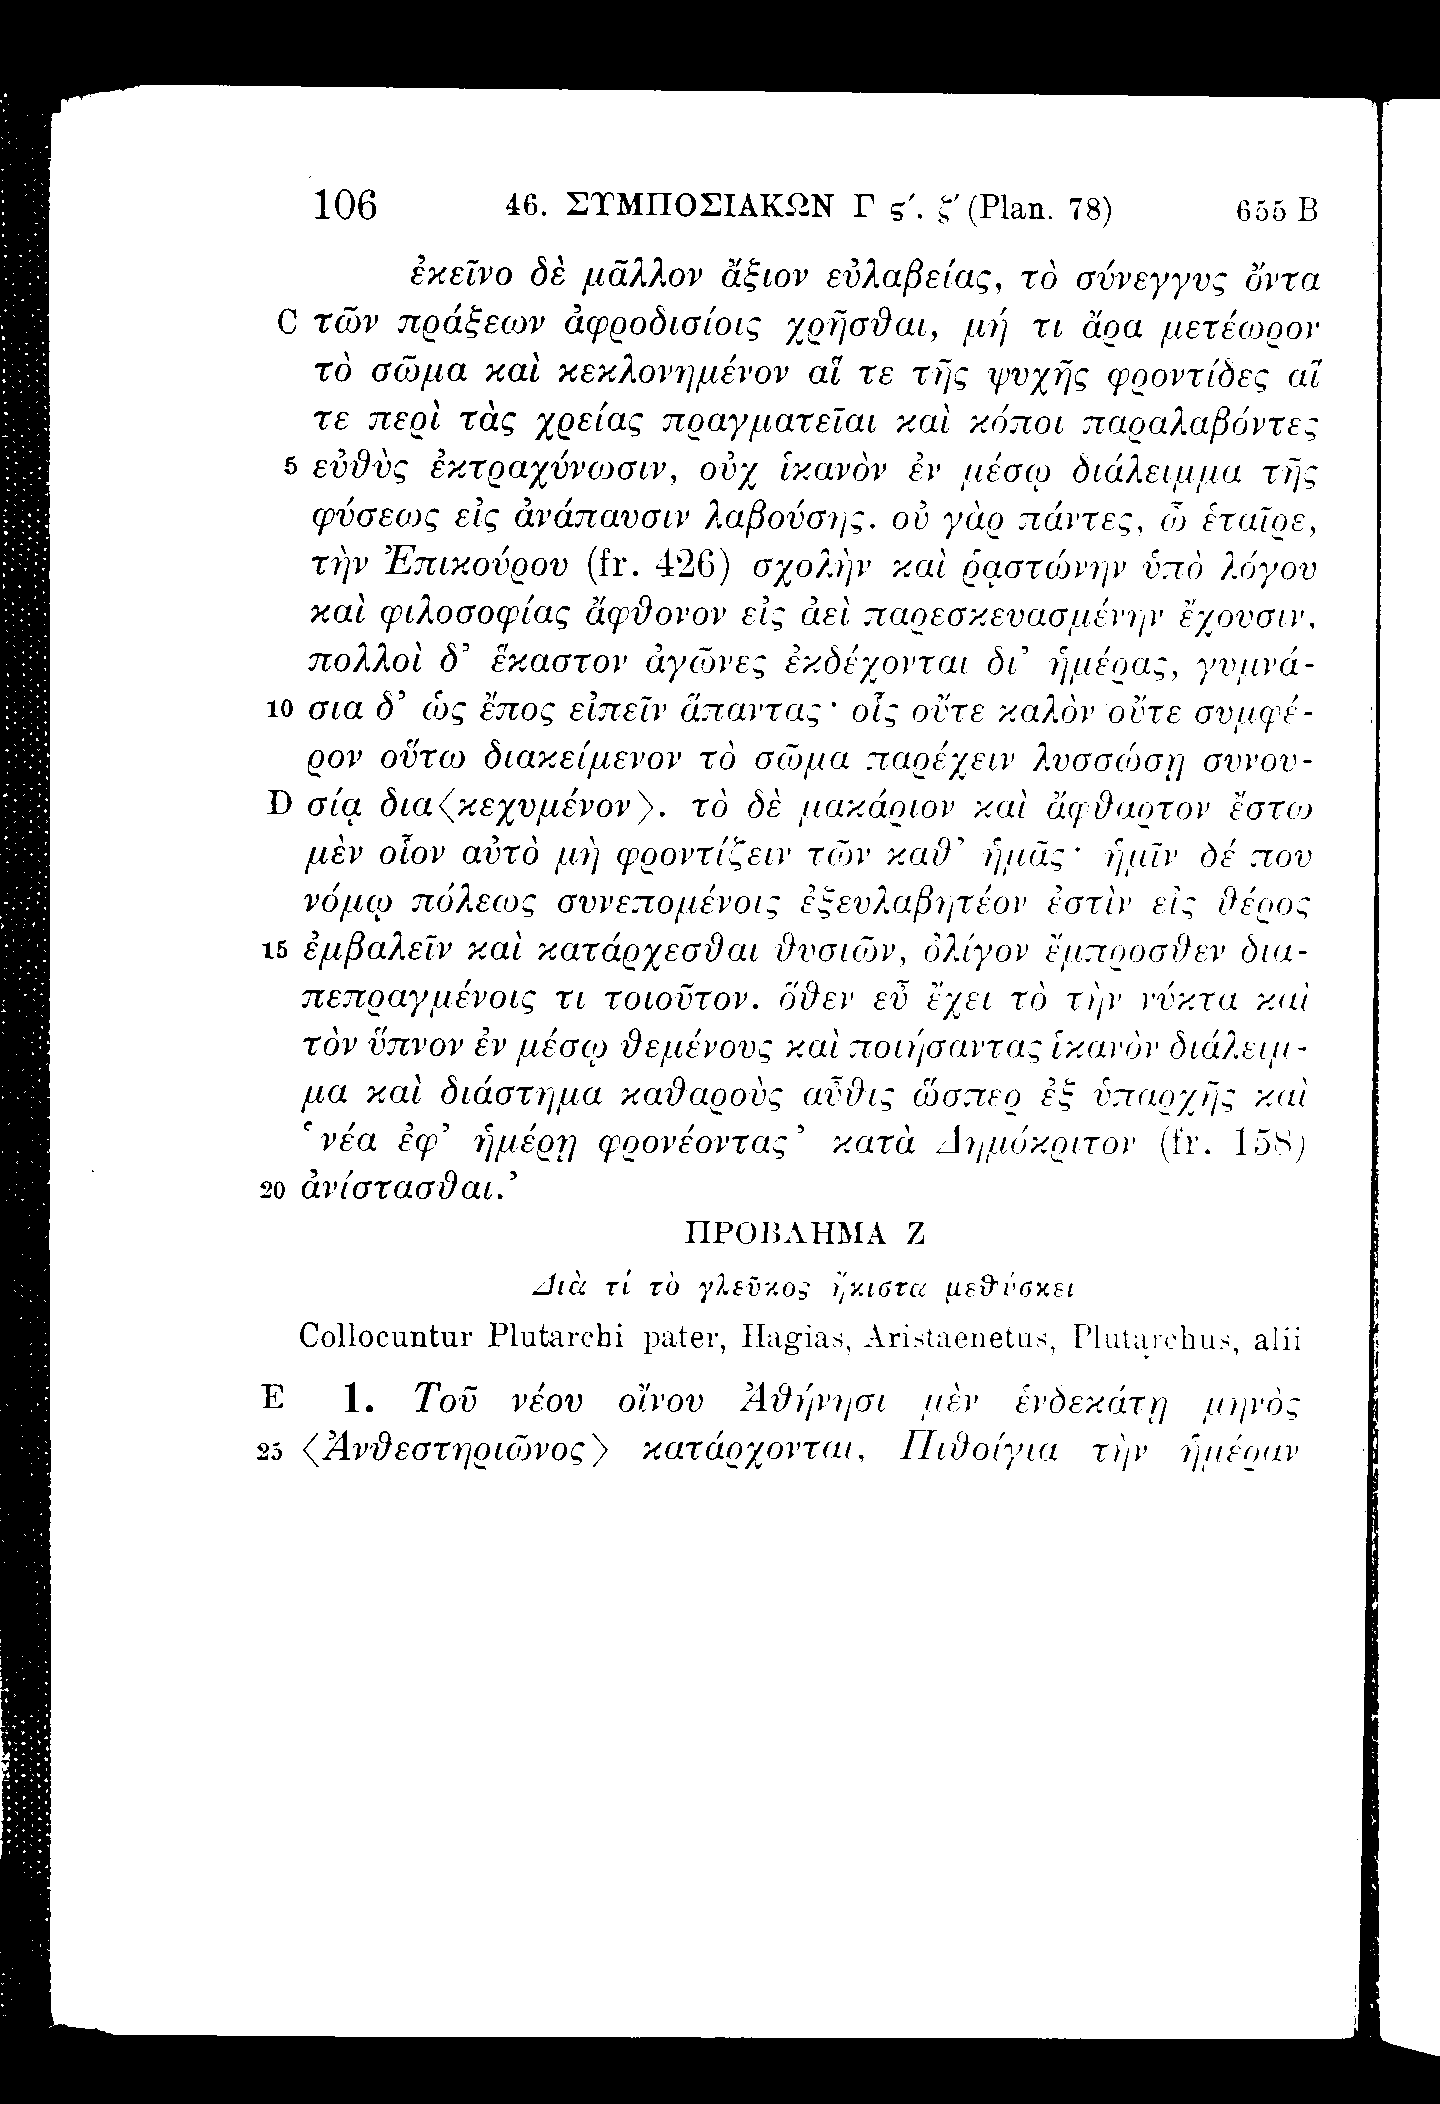 106 46. ΣΥΜΠΟΣΙΑΚΩΝ Γ ϛ′. ζ′ (Plan. 78) 655 B
ἐκεῖνο δὲ μᾶλλον ἄξιον εὐλαβείας, τὸ σύνεγγυς ὄντα
C τῶν πράξεων ἀφροδισίοις χρῆσθαι, μή τι ἄρα μετέωρον
τὸ σῶμα καὶ κεκλονημένον αἵ τε τῆς ψυχῆς φροντίδες αἵ
τε περὶ τὰς χρείας πραγματεῖαι καὶ κόποι παραλαβόντες
5 εὐθὺς ἐκτραχύνωσιν, οὐχ ἱκανὸν ἐν μέσῳ διάλειμμα τῆς
φύσεως εἰς ἀνάπαυσιν λαβούσης. οὐ γὰρ πάντες, ὦ ἑταῖρε,
τὴν Ἐπικούρου (fr. 426) σχολὴν καὶ ῥᾳστώνην ὑπὸ λόγου
καὶ φιλοσοφίας ἄφθονον εἰς ἀεὶ παρεσκευασμένην ἔχουσιν,
πολλοὶ δ’ ἕκαστον ἀγῶνες ἐκδέχονται δι’ ἡμέρας, γυμνά-
10 σια δ’ ὡς ἔπος εἰπεῖν ἅπαντας· οἷς οὔτε καλὸν οὔτε συμφέ-
ρον οὕτω διακείμενον τὸ σῶμα παρέχειν λυσσώσῃ συνου-
D σίᾳ δια⟨κεχυμένον⟩. τὸ δὲ μακάριον καὶ ἄφθαρτον ἔστω
μὲν οἷον αὐτὸ μὴ φροντίζειν τῶν καθ’ ἡμᾶς· ἡμῖν δέ που
νόμῳ πόλεως συνεπομένοις ἐξευλαβητέον ἐστὶν εἰς θέρος
15 ἐμβαλεῖν καὶ κατάρχεσθαι θυσιῶν, ὀλίγον ἔμπροσθεν δια-
πεπραγμένοις τι τοιοῦτον. ὅθεν εὖ ἔχει τὸ τὴν νύκτα καὶ
τὸν ὕπνον ἐν μέσῳ θεμένους καὶ ποιήσαντας ἱκανὸν διάλειμ-
μα καὶ διάστημα καθαροὺς αὖθις ὥσπερ ἐξ ὑπαρχῆς καὶ
‘νέα ἐφ’ ἡμέρῃ φρονέοντας’ κατὰ Δημόκριτον (fr. 158)
20 ἀνίστασθαι.’
ΠΡΟΒΛΗΜΑ Ζ
Διὰ τί τὸ γλεῦκος ἥκιστα μεθύσκει
Collocuntur Plutarchi pater, Hagias, Aristaenetus, Plutarchus, alii
E 1. Τοῦ νέου οἴνου Ἀθήνησι μὲν ἑνδεκάτῃ μηνὸς
25 ⟨Ἀνθεστηριῶνος⟩ κατάρχονται, Πιθοίγια τὴν ἡμέραν